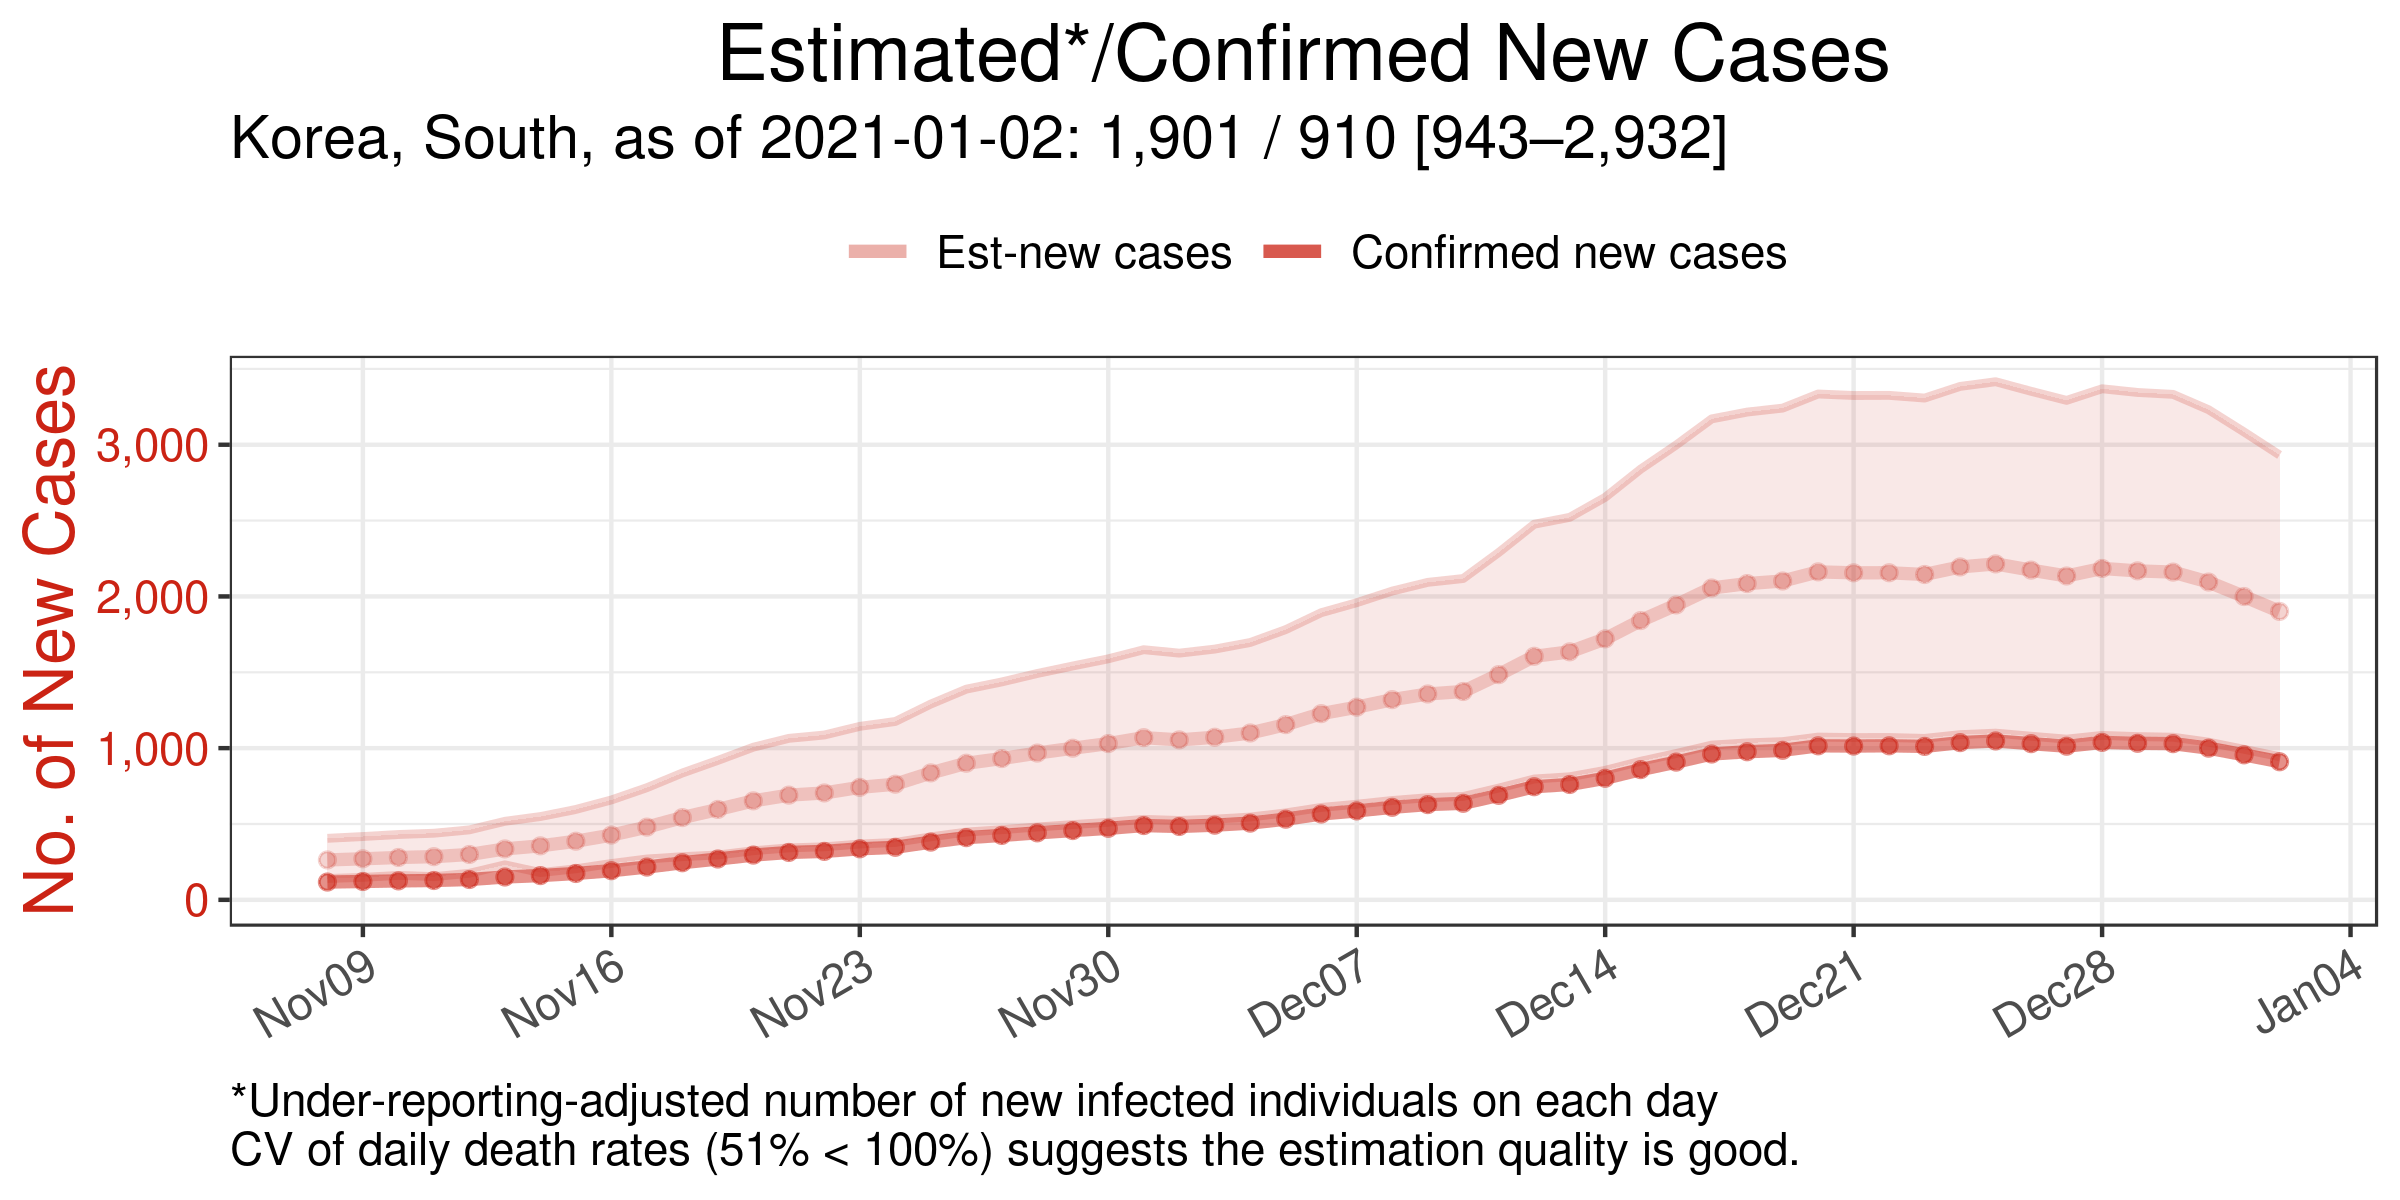 Estimated*/Confirmed New Cases
Korea, South, as of 2021-01-02: 1,901 / 910 [943–2,932]
Est-new cases
Confirmed new cases
No. of New Cases
3,000
2,000
1,000
0
Nov09
Nov16
Nov23
Nov30
Dec07
Dec14
Dec21
Dec28
Jan04
*Under-reporting-adjusted number of new infected individuals on each day
CV of daily death rates (51% < 100%) suggests the estimation quality is good.